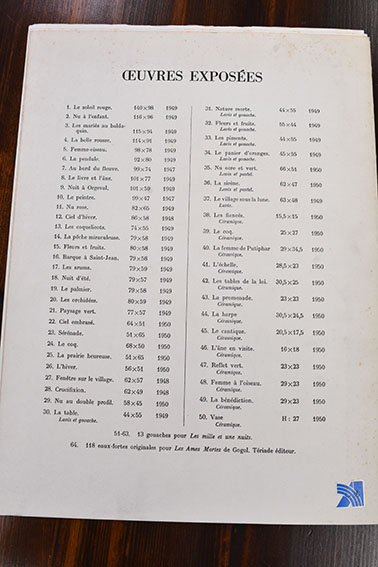 ŒUVRES EXPOSÉES
1. Le soleil rouge. 140×98 1949
2. Nu à l'enfant. 116×96 1949
3. Les mariés au balda-
quin. 115×94 1949
4. La belle rousse. 114×91 1949
5. Femme-oiseau. 98×78 1949
6. La pendule. 92×80 1949
7. Au bord du fleuve. 99×74 1947
8. Le livre et l'âne. 101×77 1949
9. Nuit à Orgeval. 101×59 1949
10. Le peintre. 99×47 1947
11. Nu rose. 82×65 1949
12. Ciel d'hiver. 86×58 1948
13. Les coquelicots. 74×55 1949
14. La pêche miraculeuse. 79×58 1949
15. Fleurs et fruits. 80×58 1949
16. Barque à Saint-Jean. 79×58 1949
17. Les arums. 79×59 1949
18. Nuit d'été. 79×57 1949
19. Le palmier. 79×58 1949
20. Les orchidées. 80×59 1949
21. Paysage vert. 77×57 1949
22. Ciel embrasé. 64×51 1950
23. Sérénade. 51×65 1950
24. Le coq. 68×50 1950
25. La prairie heureuse. 51×65 1950
26. L'hiver. 56×51 1950
27. Fenêtre sur le village. 62×57 1948
28. Crucifixion. 62×49 1948
29. Nu au double profil. 58×45 1950
30. La table. 44×55 1949
Lavis et gouache.
31. Nature morte. 44×55 1949
Lavis et gouache.
32. Fleurs et fruits. 55×44 1949
Lavis et gouache.
33. Les piments. 44×55 1949
Lavis et gouache.
34. Le panier d'oranges. 45×55 1949
Lavis et gouache.
35. Nu ocre et vert. 66×51 1950
Lavis et pastel.
36. La sirène. 62×47 1950
Lavis et pastel.
37. Le village sous la lune. 63×48 1950
Lavis et gouache.
38. Les fiancés. 15,5×15 1950
Céramique.
39. Le coq. 25×37 1950
Céramique.
40. La femme de Putiphar 29×34,5 1950
Céramique.
41. L'échelle. 28,5×23 1950
Céramique.
42. Les tables de la loi. 30,5×25 1950
Céramique.
43. La promenade. 23×23 1950
Céramique.
44. La harpe 30,5×24,5 1950
Céramique.
45. Le cantique. 20,5×17,5 1950
Céramique.
46. L'âne en visite. 16×18 1950
Céramique.
47. Reflet vert. 23×23 1950
Céramique.
48. Femme à l'oiseau. 29×23 1950
Céramique.
49. La bénédiction. 29×23 1950
Céramique.
50. Vase H : 27 1950
Céramique.
51-63. 13 gouaches pour Les mille et une nuits.
64. 118 eaux-fortes originales pour Les Ames Mortes de Gogol. Tériade éditeur.